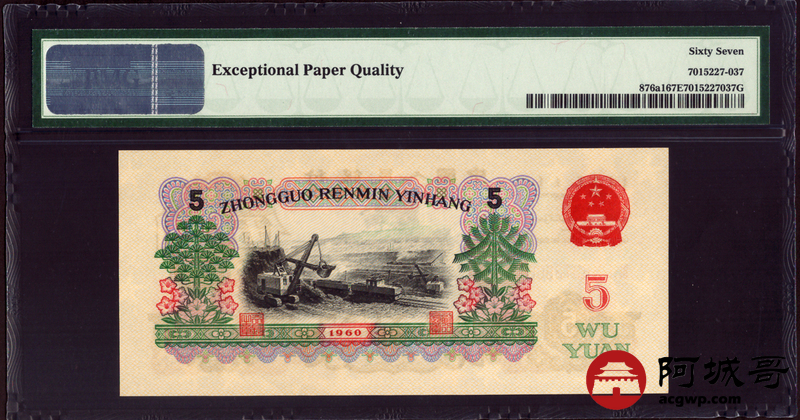 Exceptional Paper Quality
Sixty Seven
7015227-037
876a167E7015227037G
5
ZHONGGUO RENMIN YINHANG
5
1960
5
WU
YUAN
阿城哥
acgwp.com